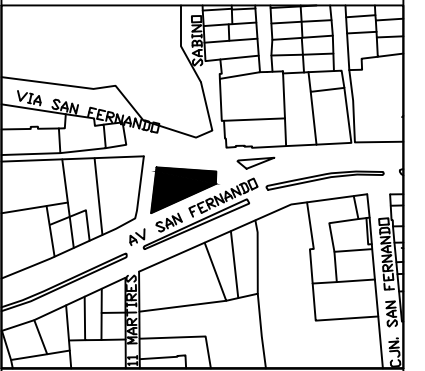 SABINO
VIA SAN FERNANDO
AV SAN FERNANDO
11 MARTIRES
CJN. SAN FERNANDO